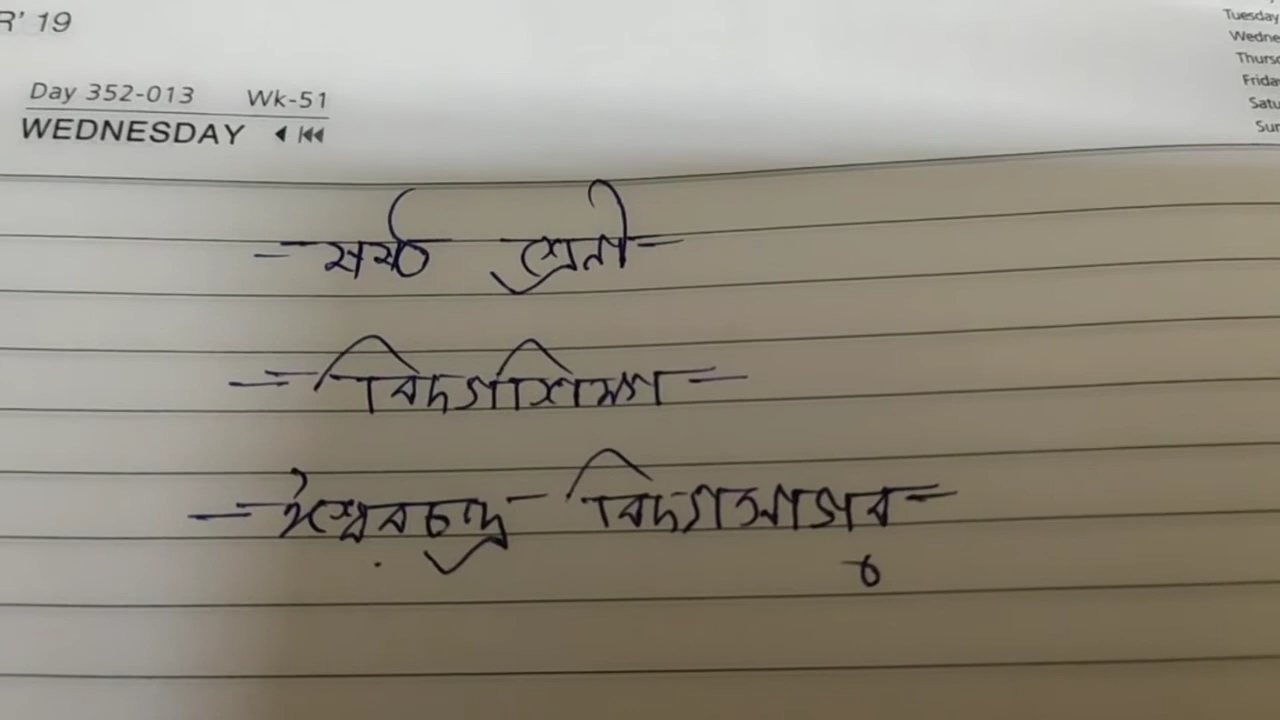 R' 19
Tuesday
Wedne
Thurs
Frida
Satu
Sun
Day 352-013 Wk-51
WEDNESDAY
ষষ্ঠ শ্রেনী
বিদ্যাশিক্ষা
ঈশ্বরচন্দ্র বিদ্যাসাগর